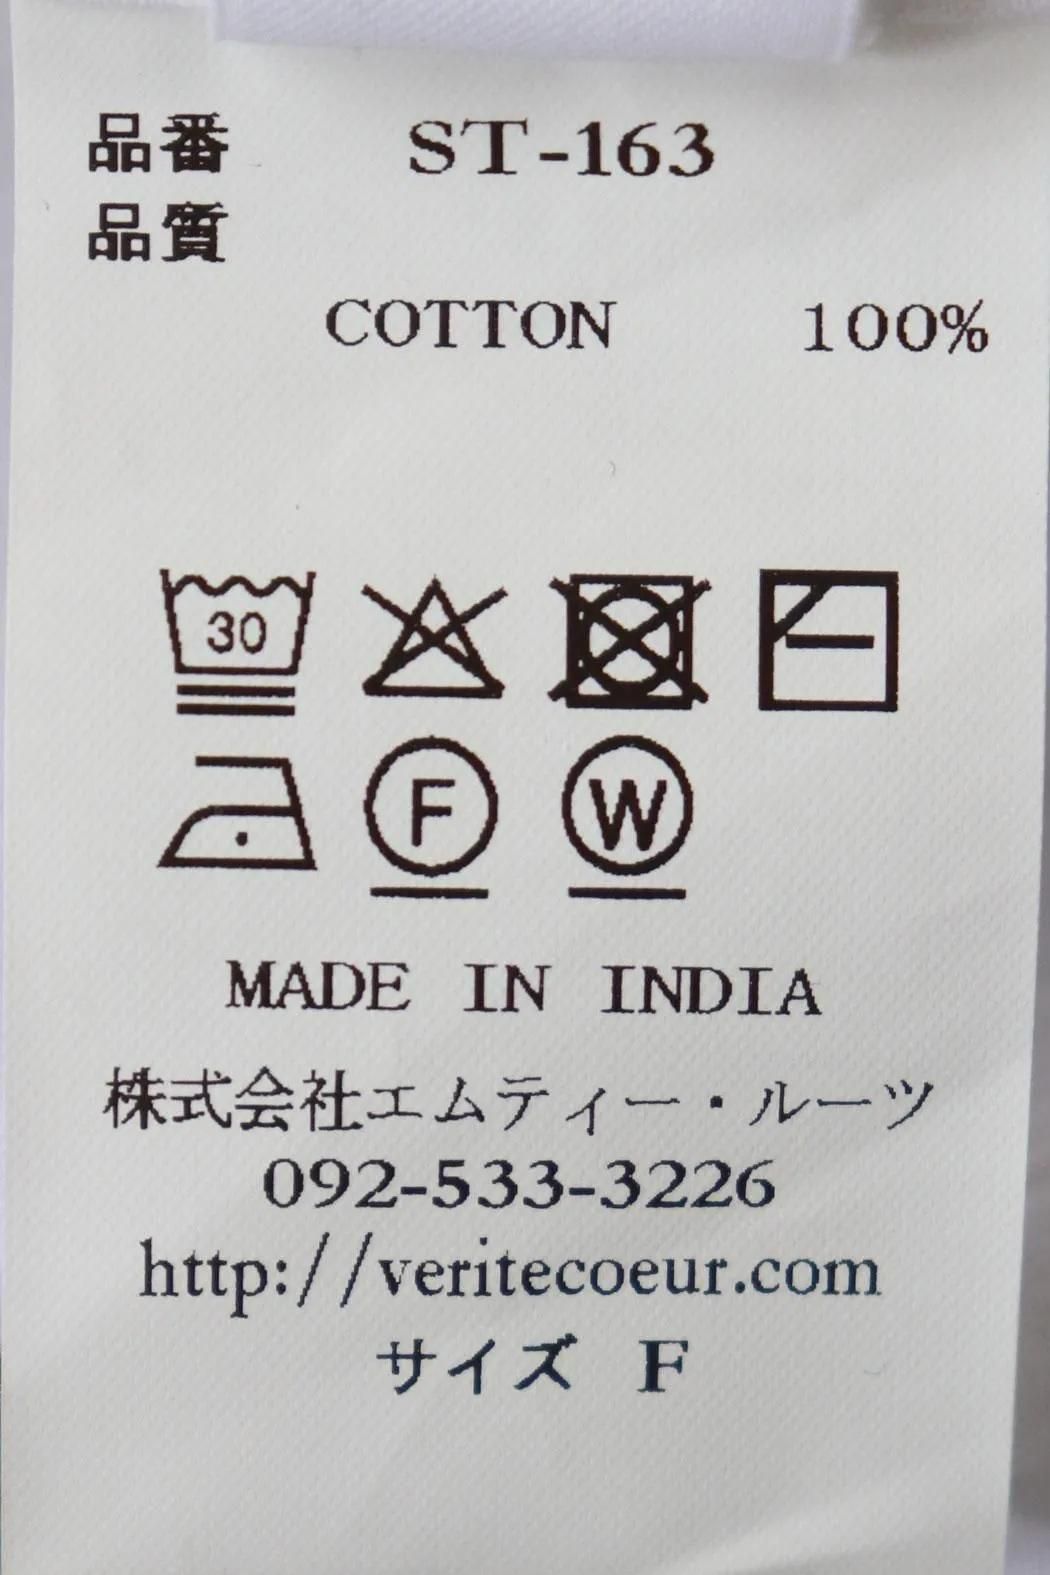 品番 ST-163
品質
COTTON 100%
30
F W
MADE IN INDIA
株式会社エムティー・ルーツ
092-533-3226
http://veritecoeur.com
サイズ F